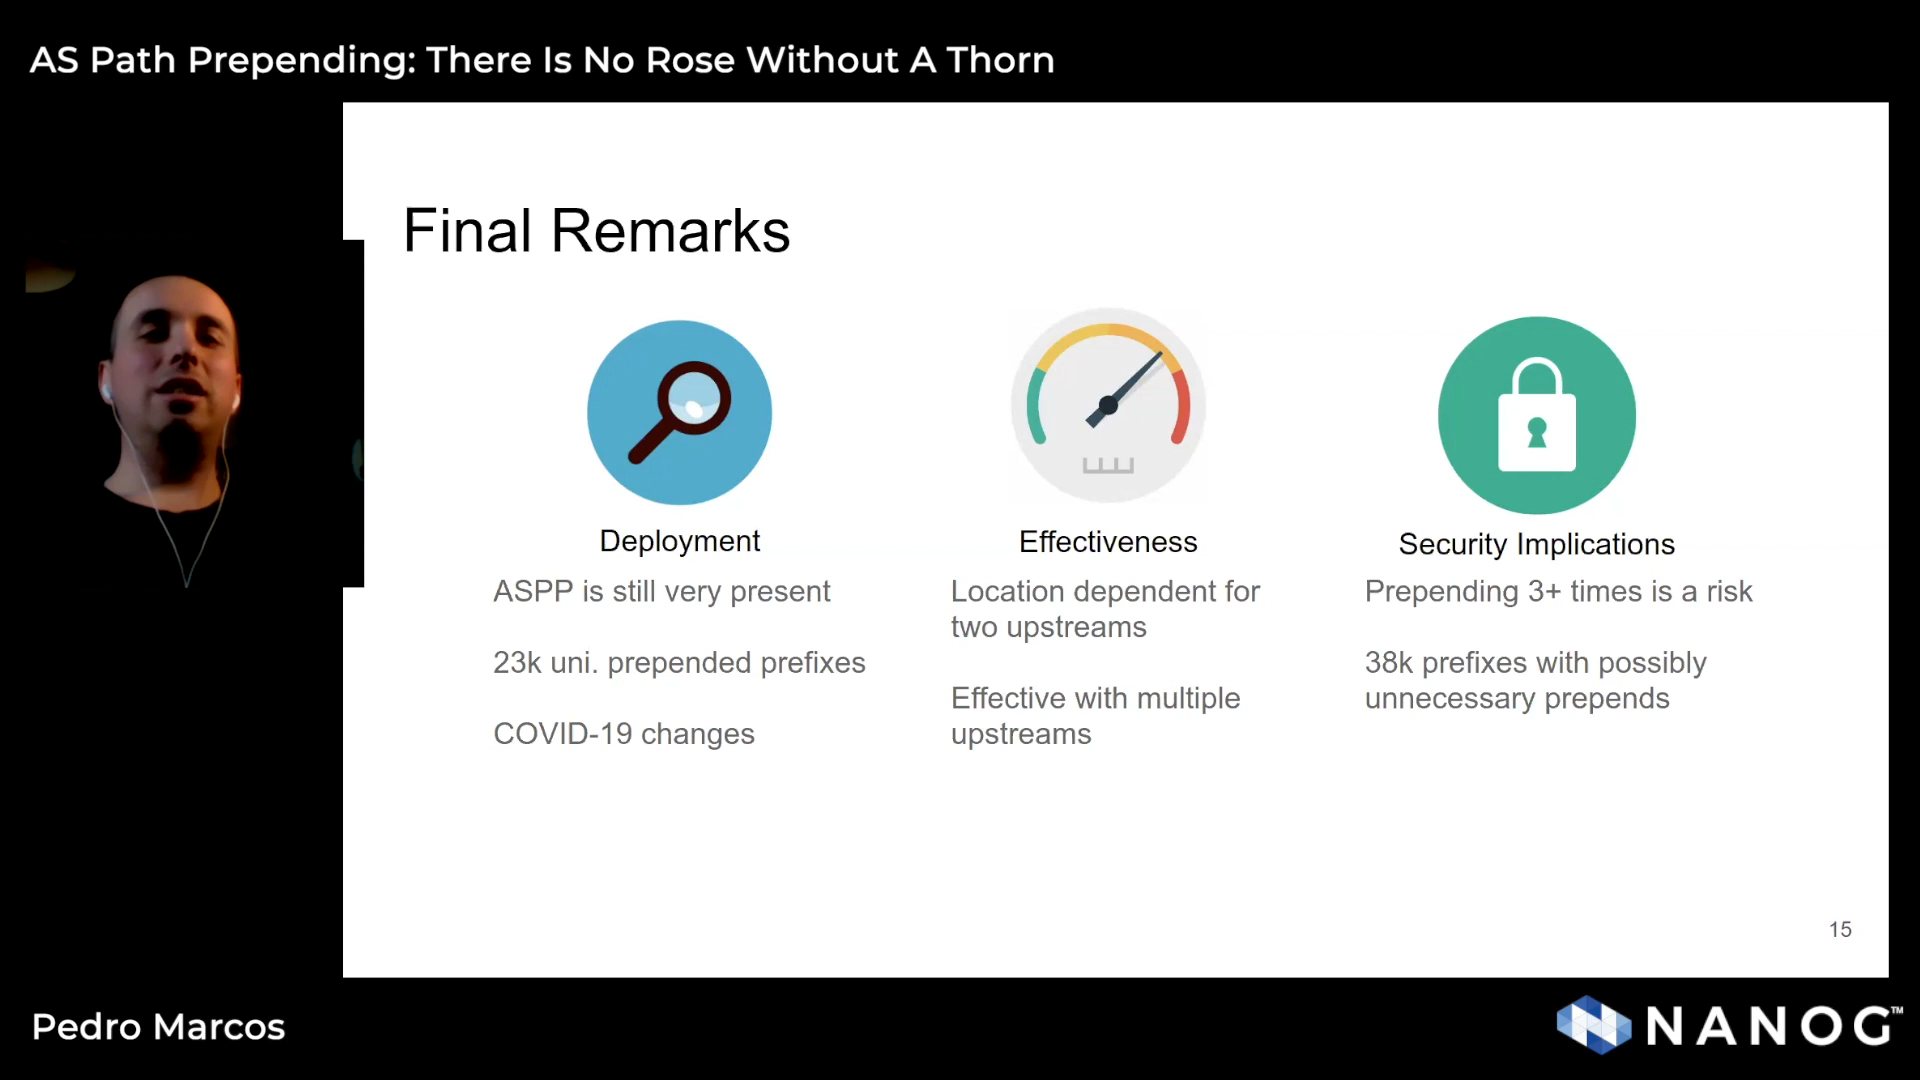 AS Path Prepending: There Is No Rose Without A Thorn
Final Remarks
Deployment
ASPP is still very present
23k uni. prepended prefixes
COVID-19 changes
Effectiveness
Location dependent for
two upstreams
Effective with multiple
upstreams
Security Implications
Prepending 3+ times is a risk
38k prefixes with possibly
unnecessary prepends
15
Pedro Marcos
NANOG™